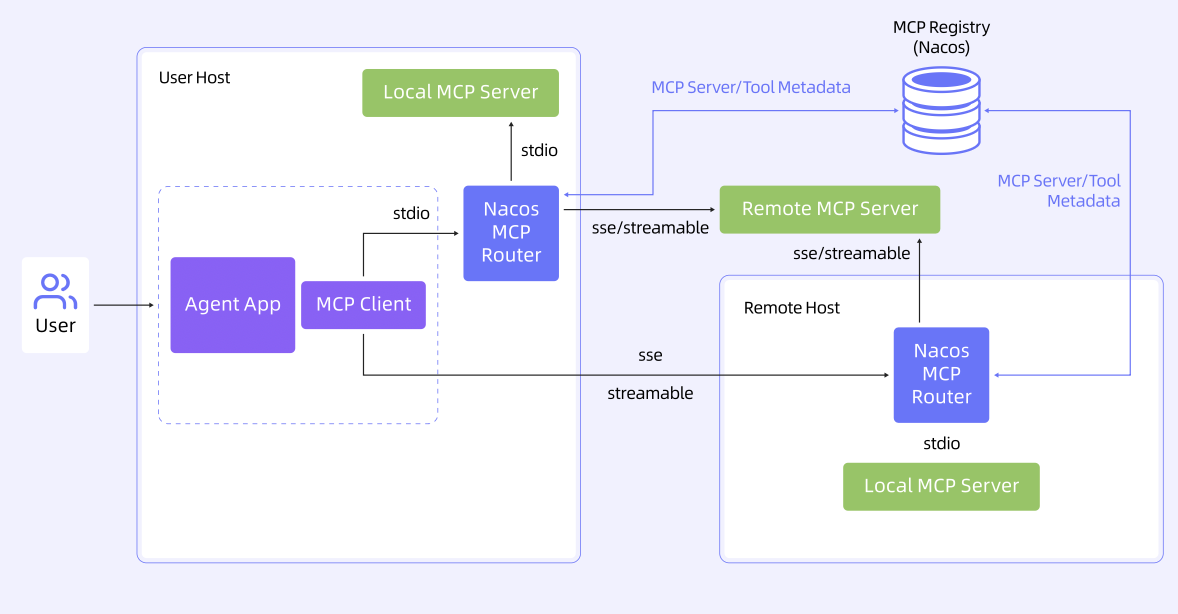 MCP Registry
(Nacos)
User Host
Local MCP Server
MCP Server/Tool Metadata
stdio
MCP Server/Tool
Metadata
stdio
Nacos
MCP
Router
Remote MCP Server
sse/streamable
sse/streamable
User
Agent App
MCP Client
Remote Host
sse
streamable
Nacos
MCP
Router
stdio
Local MCP Server